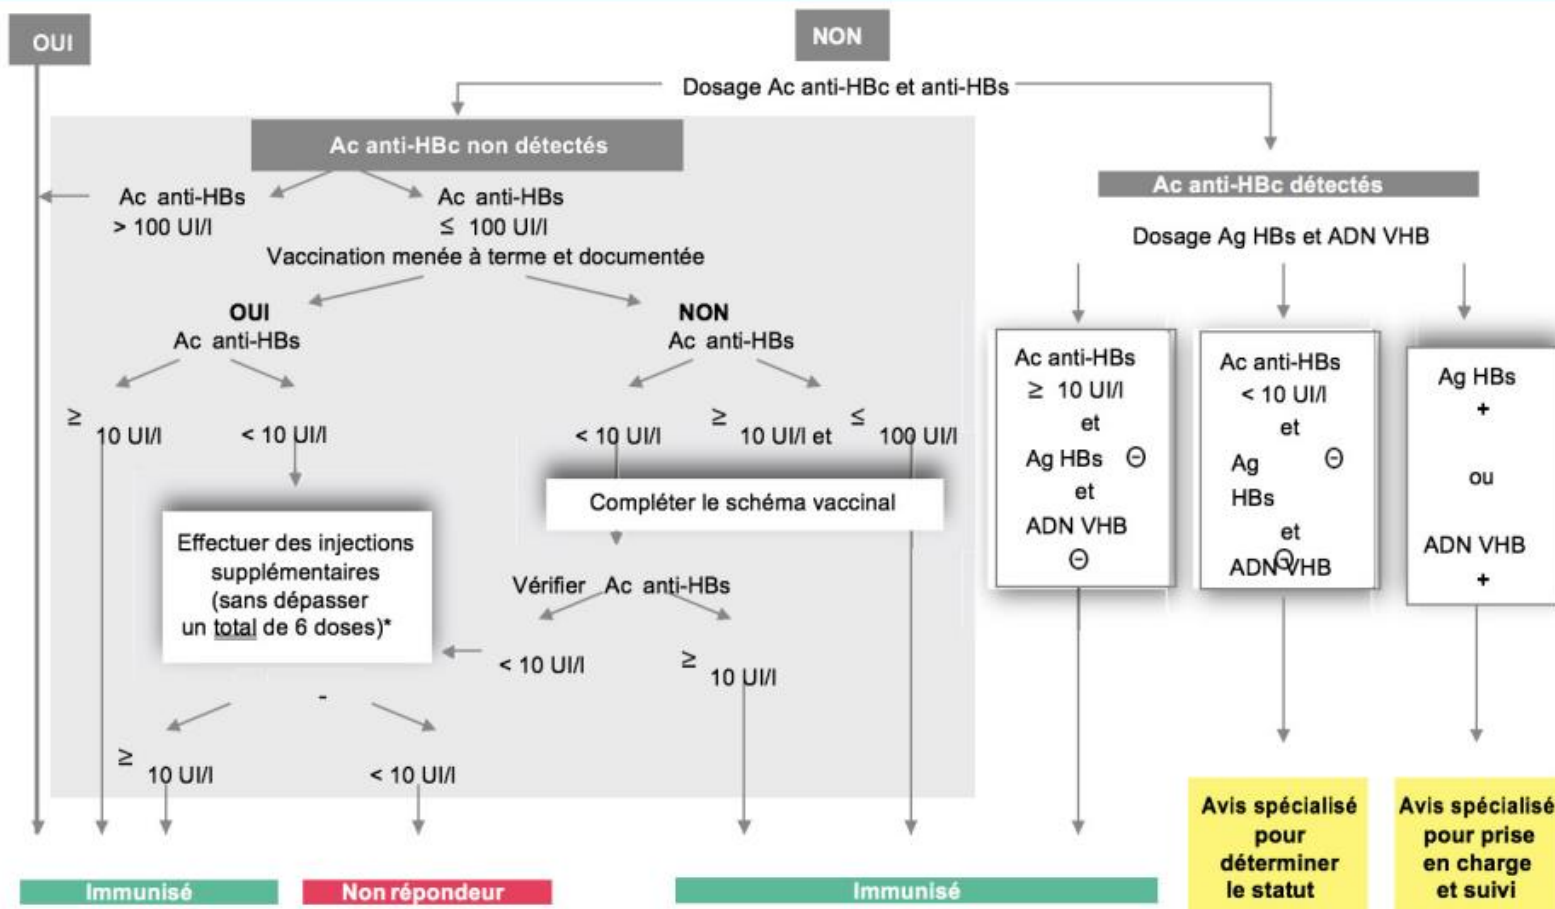 OUI
NON
Dosage Ac anti-HBc et anti-HBs
Ac anti-HBc non détectés
Ac anti-HBs
> 100 UI/l
Ac anti-HBs
≤ 100 UI/l
Vaccination menée à terme et documentée
OUI
Ac anti-HBs
NON
Ac anti-HBs
≥
10 UI/l
< 10 UI/l
< 10 UI/l
≥
10 UI/l et
≤
100 UI/l
Effectuer des injections
supplémentaires
(sans dépasser
un total de 6 doses)*
Compléter le schéma vaccinal
Vérifier Ac anti-HBs
< 10 UI/l
≥
10 UI/l
-
≥
10 UI/l
< 10 UI/l
Ac anti-HBc détectés
Dosage Ag HBs et ADN VHB
Ac anti-HBs
≥ 10 UI/l
et
Ag HBs ⊖
et
ADN VHB
⊖
Ac anti-HBs
< 10 UI/l
et
Ag ⊖
HBs
et
ADN VHB
⊖
Ag HBs
+
ou
ADN VHB
+
Immunisé
Non répondeur
Immunisé
Avis spécialisé
pour
déterminer
le statut
Avis spécialisé
pour prise
en charge
et suivi